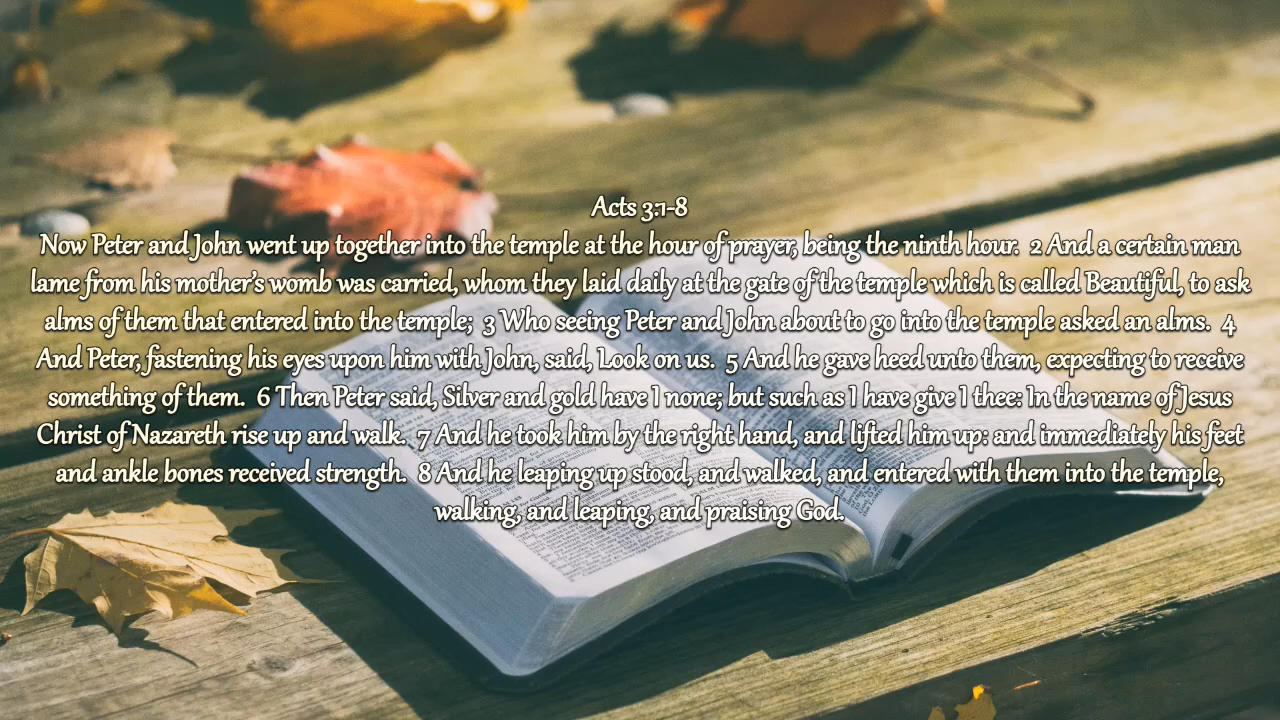 Acts 3:1-8
Now Peter and John went up together into the temple at the hour of prayer, being the ninth hour.  2 And a certain man
lame from his mother's womb was carried, whom they laid daily at the gate of the temple which is called Beautiful, to ask
alms of them that entered into the temple;  3 Who seeing Peter and John about to go into the temple asked an alms.  4
And Peter, fastening his eyes upon him with John, said, Look on us.  5 And he gave heed unto them, expecting to receive
something of them.  6 Then Peter said, Silver and gold have I none; but such as I have give I thee: In the name of Jesus
Christ of Nazareth rise up and walk.  7 And he took him by the right hand, and lifted him up: and immediately his feet
and ankle bones received strength.  8 And he leaping up stood, and walked, and entered with them into the temple,
walking, and leaping, and praising God.